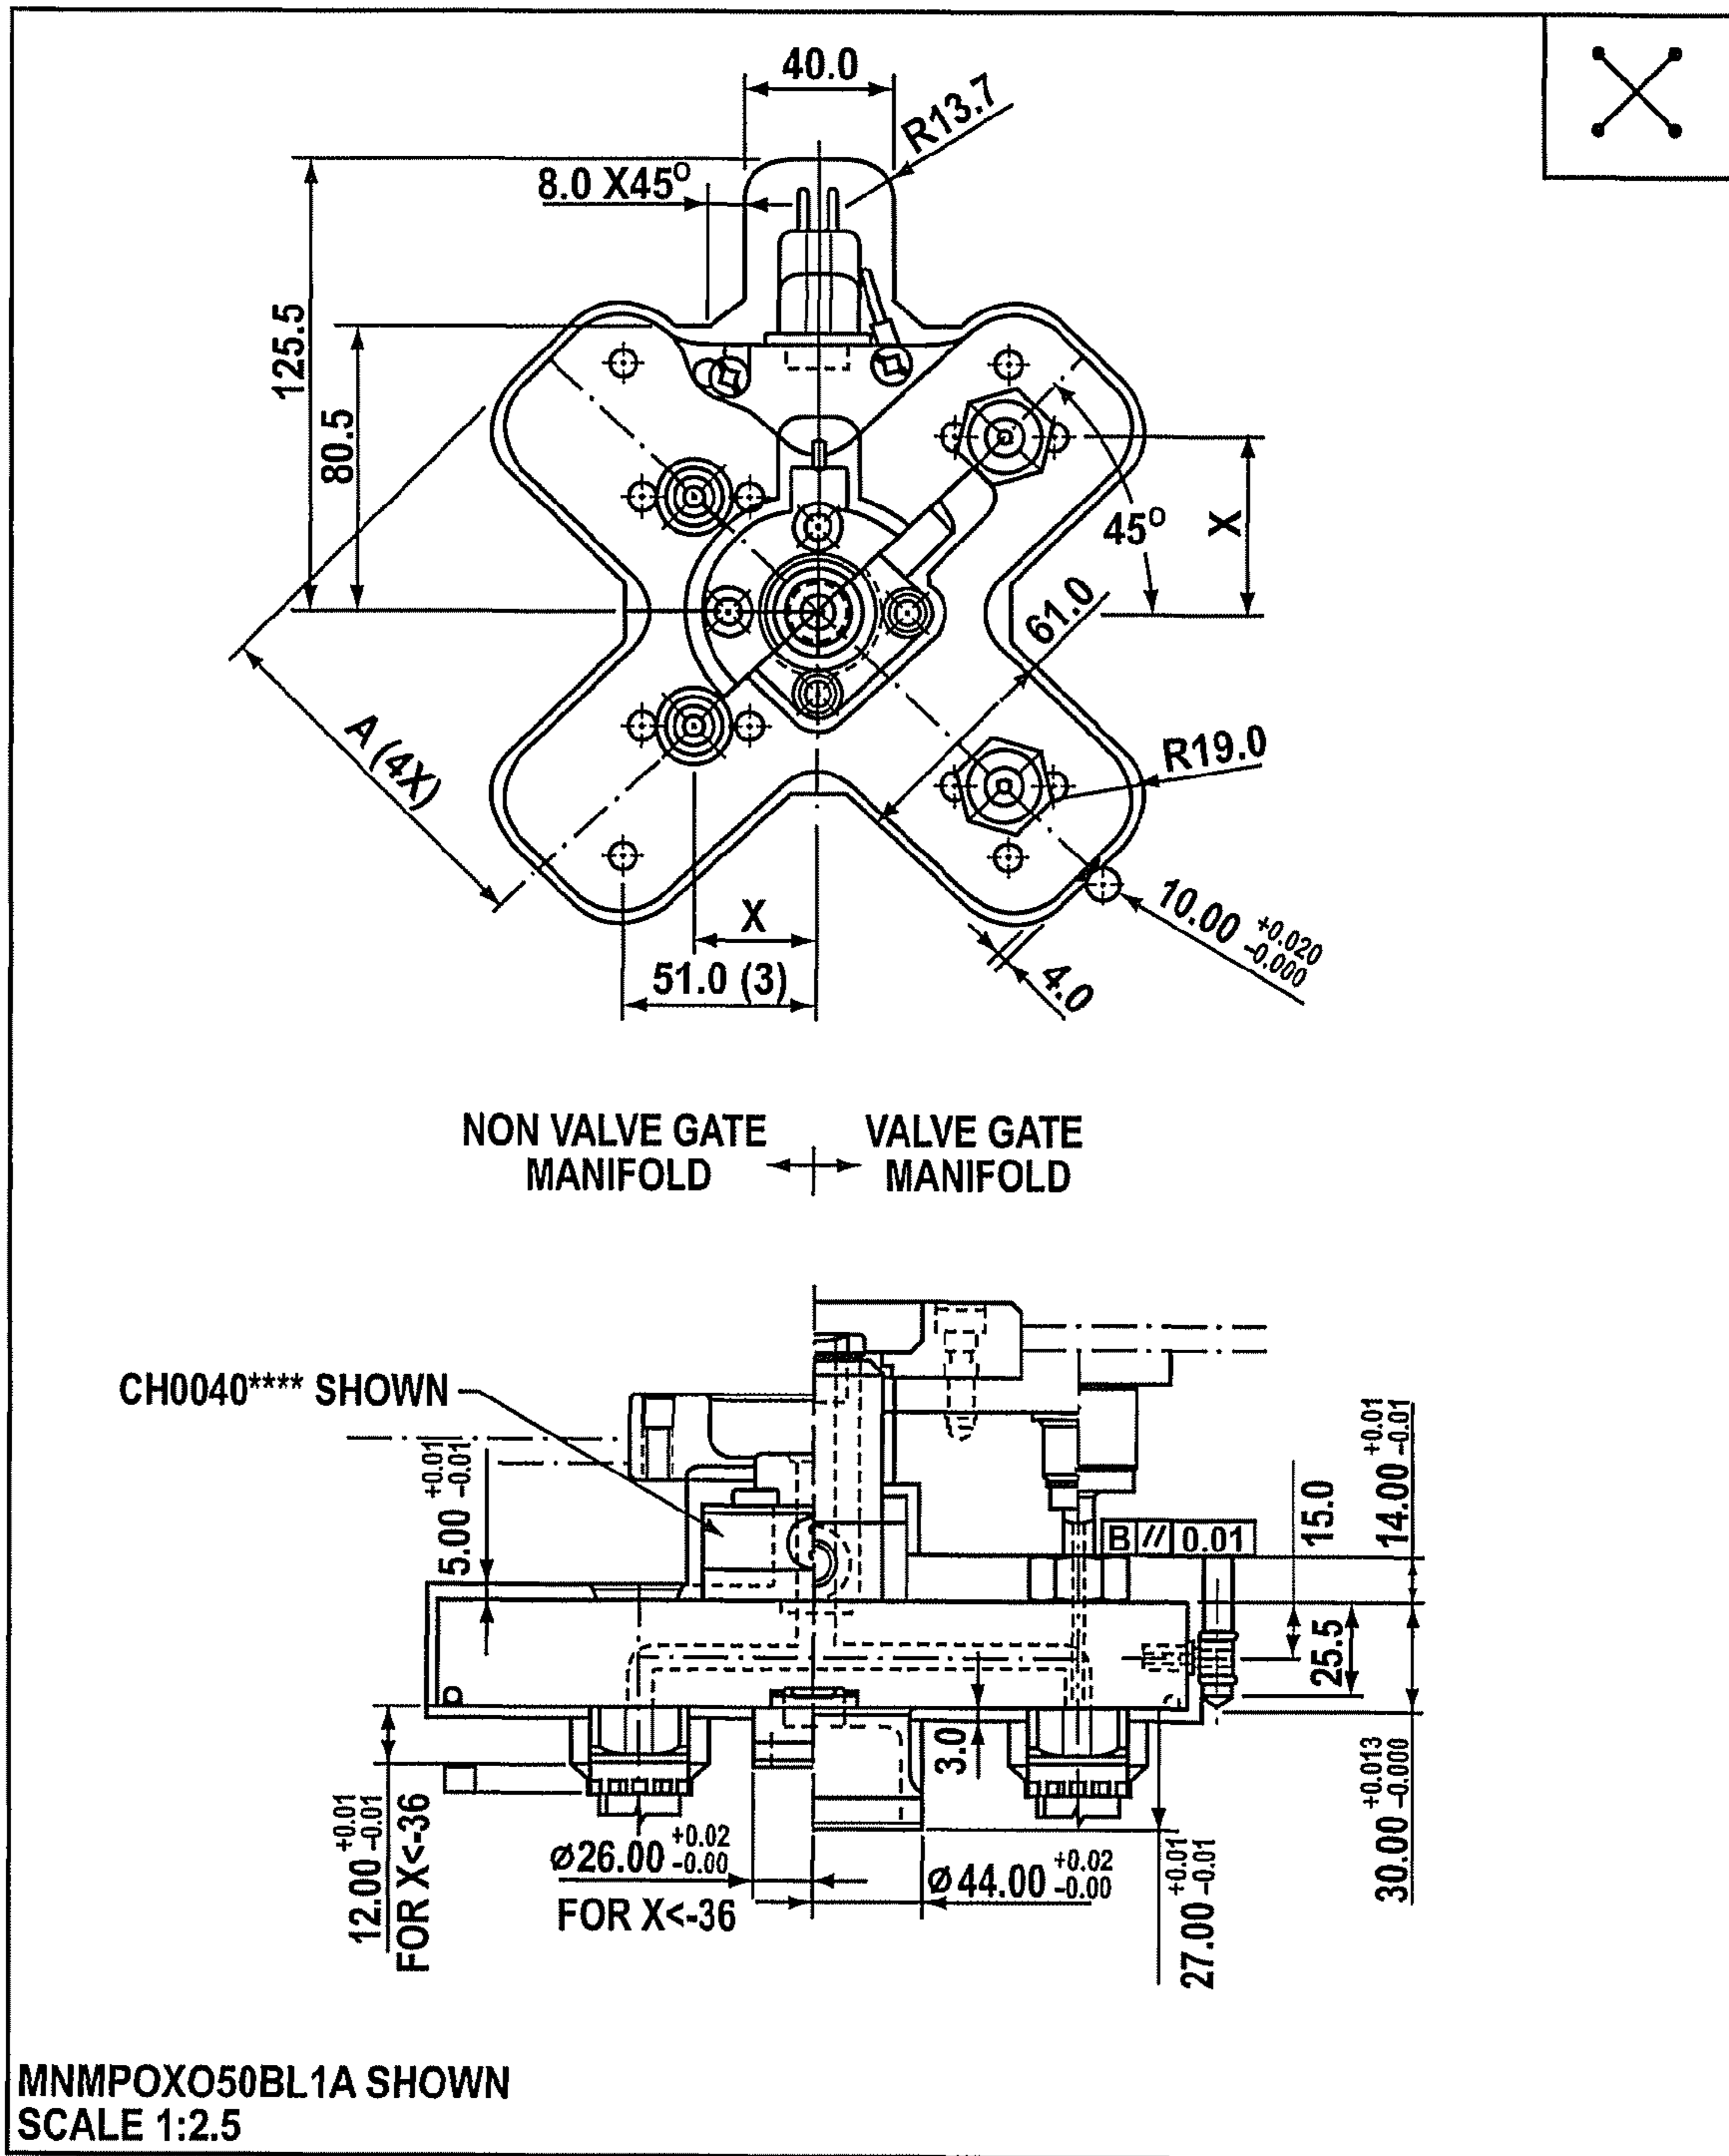 40.0
R13.7
8.0 X45°
125.5
80.5
45°
X
61.0
A (4X)
R19.0
X
51.0 (3)
10.00 +0.020 -0.000
4.0
NON VALVE GATE MANIFOLD
VALVE GATE MANIFOLD
CH0040**** SHOWN
5.00 +0.01 -0.01
B // 0.01
15.0
14.00 +0.01 -0.01
25.5
3.0
12.00 +0.01 -0.01
FOR X<-36
Ø26.00 +0.02 -0.00
FOR X<-36
Ø44.00 +0.02 -0.00
27.00 +0.01 -0.01
30.00 +0.013 -0.000
MNMPOXO50BL1A SHOWN
SCALE 1:2.5